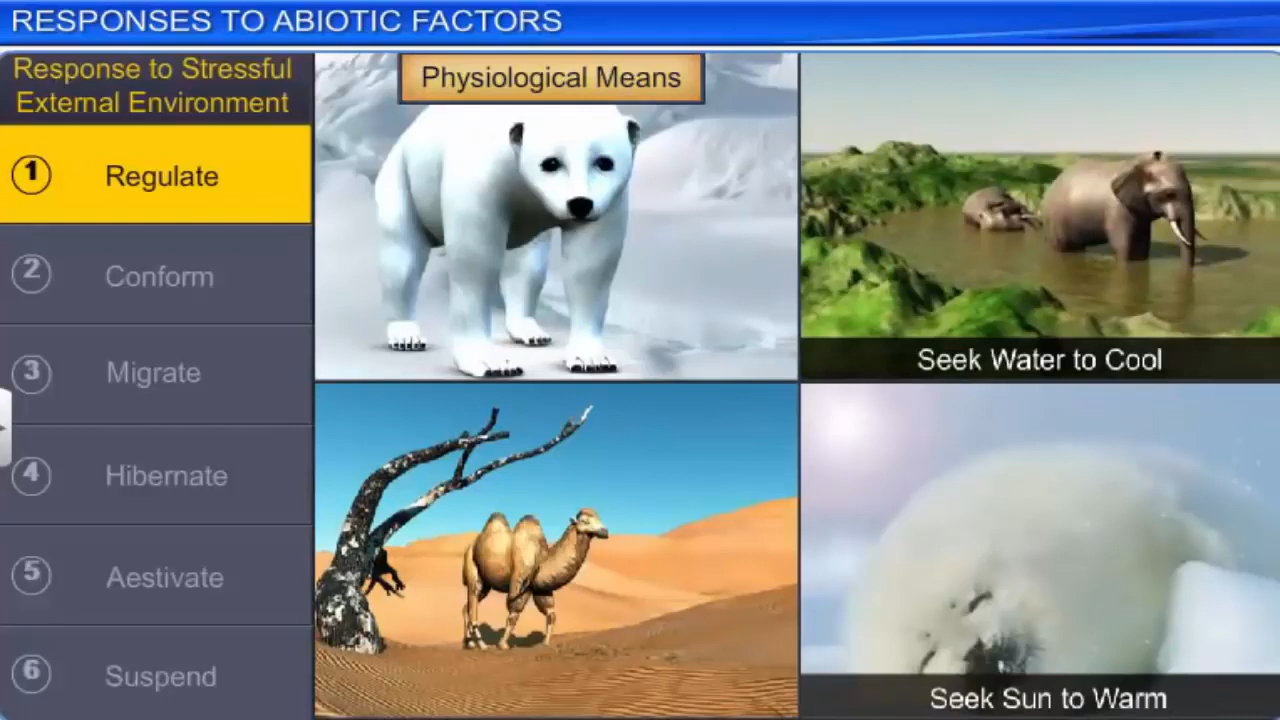 RESPONSES TO ABIOTIC FACTORS
Response to Stressful
External Environment
1 Regulate
2 Conform
3 Migrate
4 Hibernate
5 Aestivate
6 Suspend
Physiological Means
Seek Water to Cool
Seek Sun to Warm